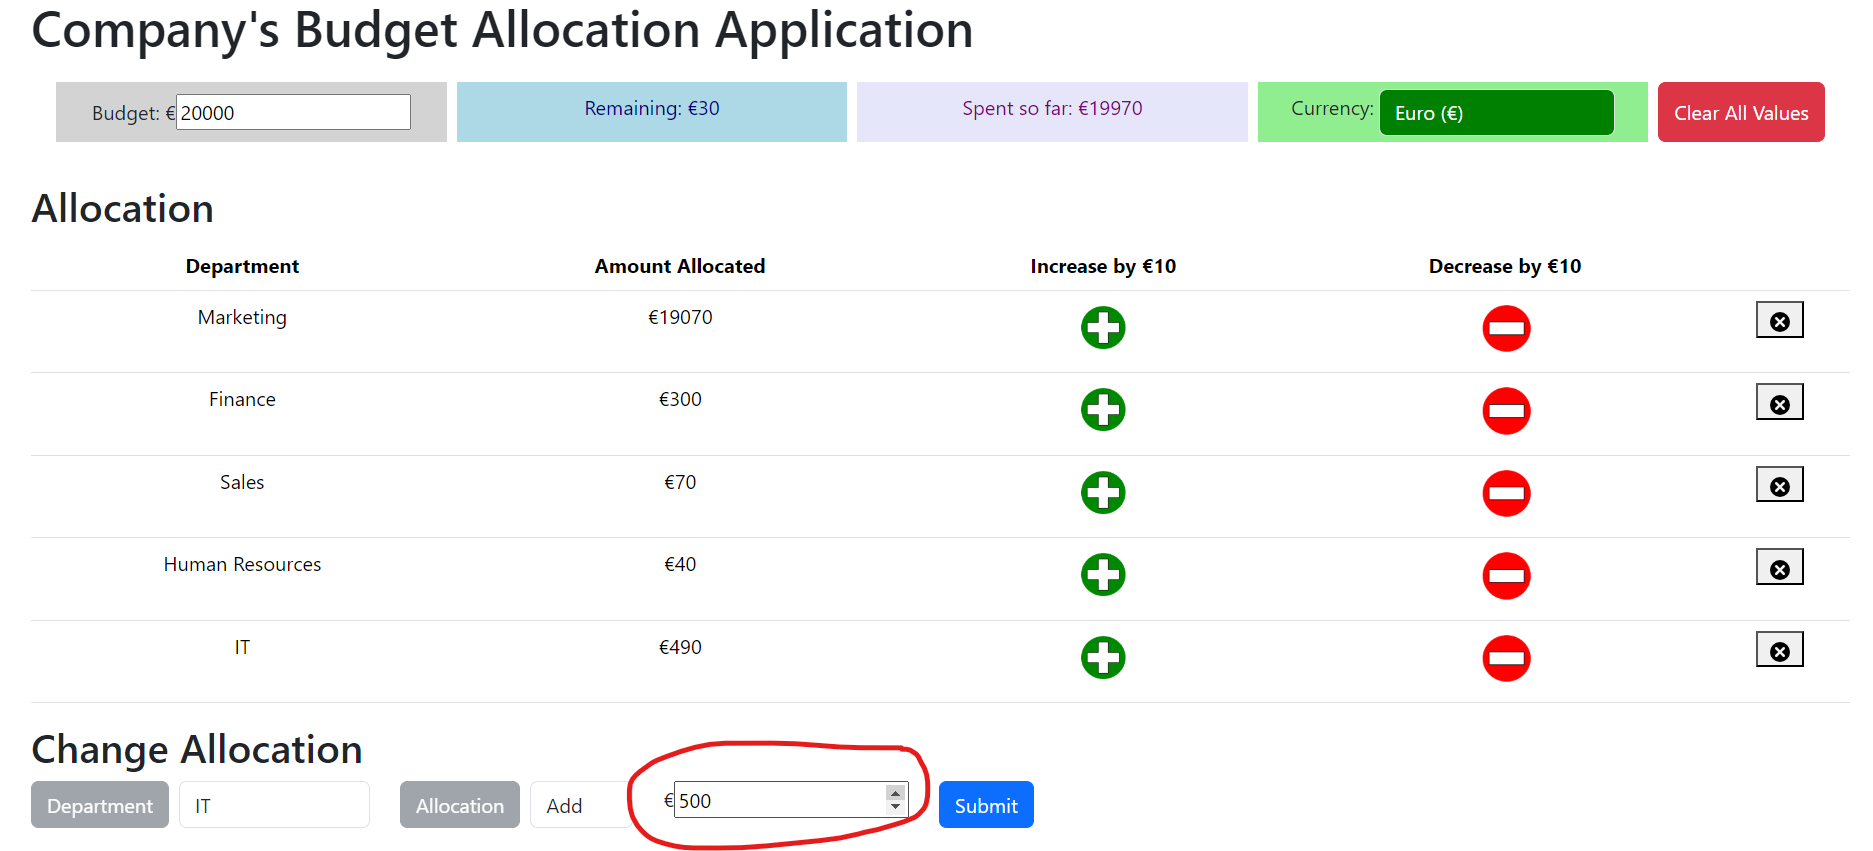 Company's Budget Allocation Application
Budget: €20000 Remaining: €30 Spent so far: €19970 Currency: Euro (€) Clear All Values
Allocation
Department Amount Allocated Increase by €10 Decrease by €10
Marketing €19070
Finance €300
Sales €70
Human Resources €40
IT €490
Change Allocation
Department IT Allocation Add €500 Submit